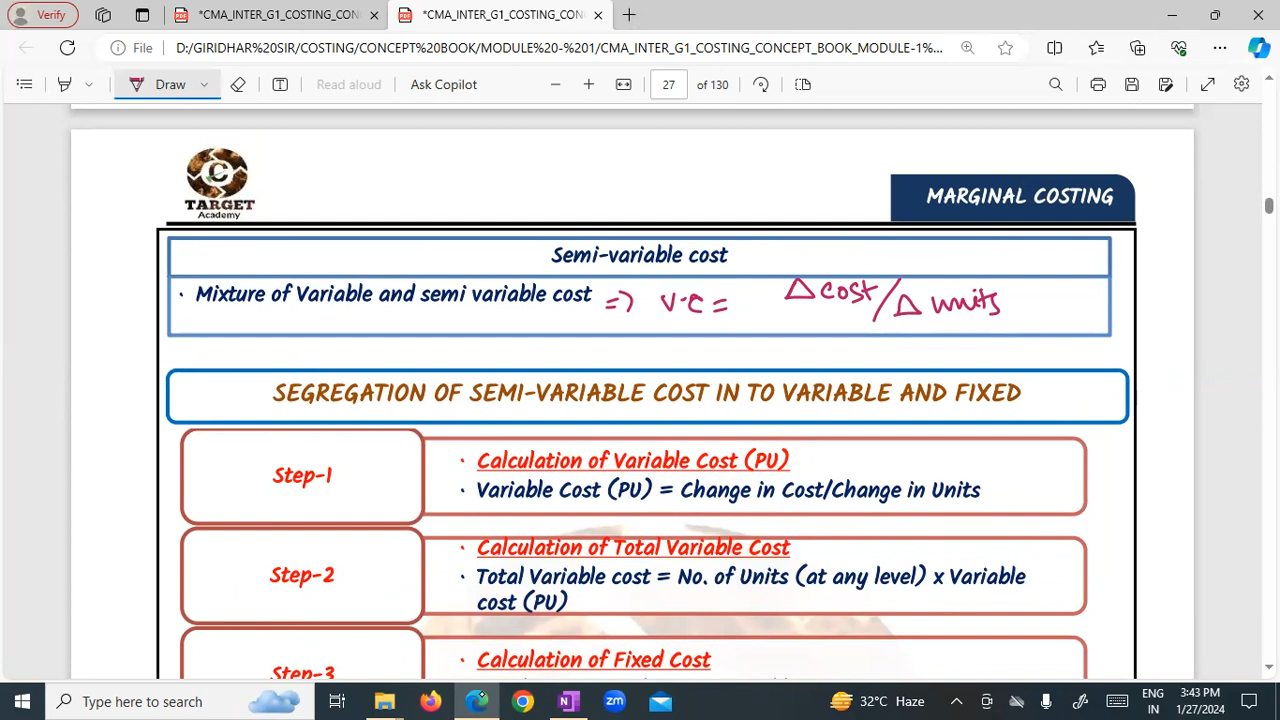 Verify
*CMA_INTER_G1_COSTING_CON
*CMA_INTER_G1_COSTING_CON
File
D:/GIRIDHAR%20SIR/COSTING/CONCEPT%20BOOK/MODULE%20-%201/CMA_INTER_G1_COSTING_CONCEPT_BOOK_MODULE-1%...
Draw
Read aloud
Ask Copilot
27 of 130
C
TARGET
Academy
MARGINAL COSTING
Semi-variable cost
· Mixture of Variable and semi variable cost => V.C = Δ cost/Δ units
SEGREGATION OF SEMI-VARIABLE COST IN TO VARIABLE AND FIXED
Step-1
· Calculation of Variable Cost (PU)
· Variable Cost (PU) = Change in Cost/Change in Units
Step-2
· Calculation of Total Variable Cost
· Total Variable cost = No. of Units (at any level) x Variable
cost (PU)
Step-3
· Calculation of Fixed Cost
Type here to search
32°C Haze
ENG
IN
3:43 PM
1/27/2024